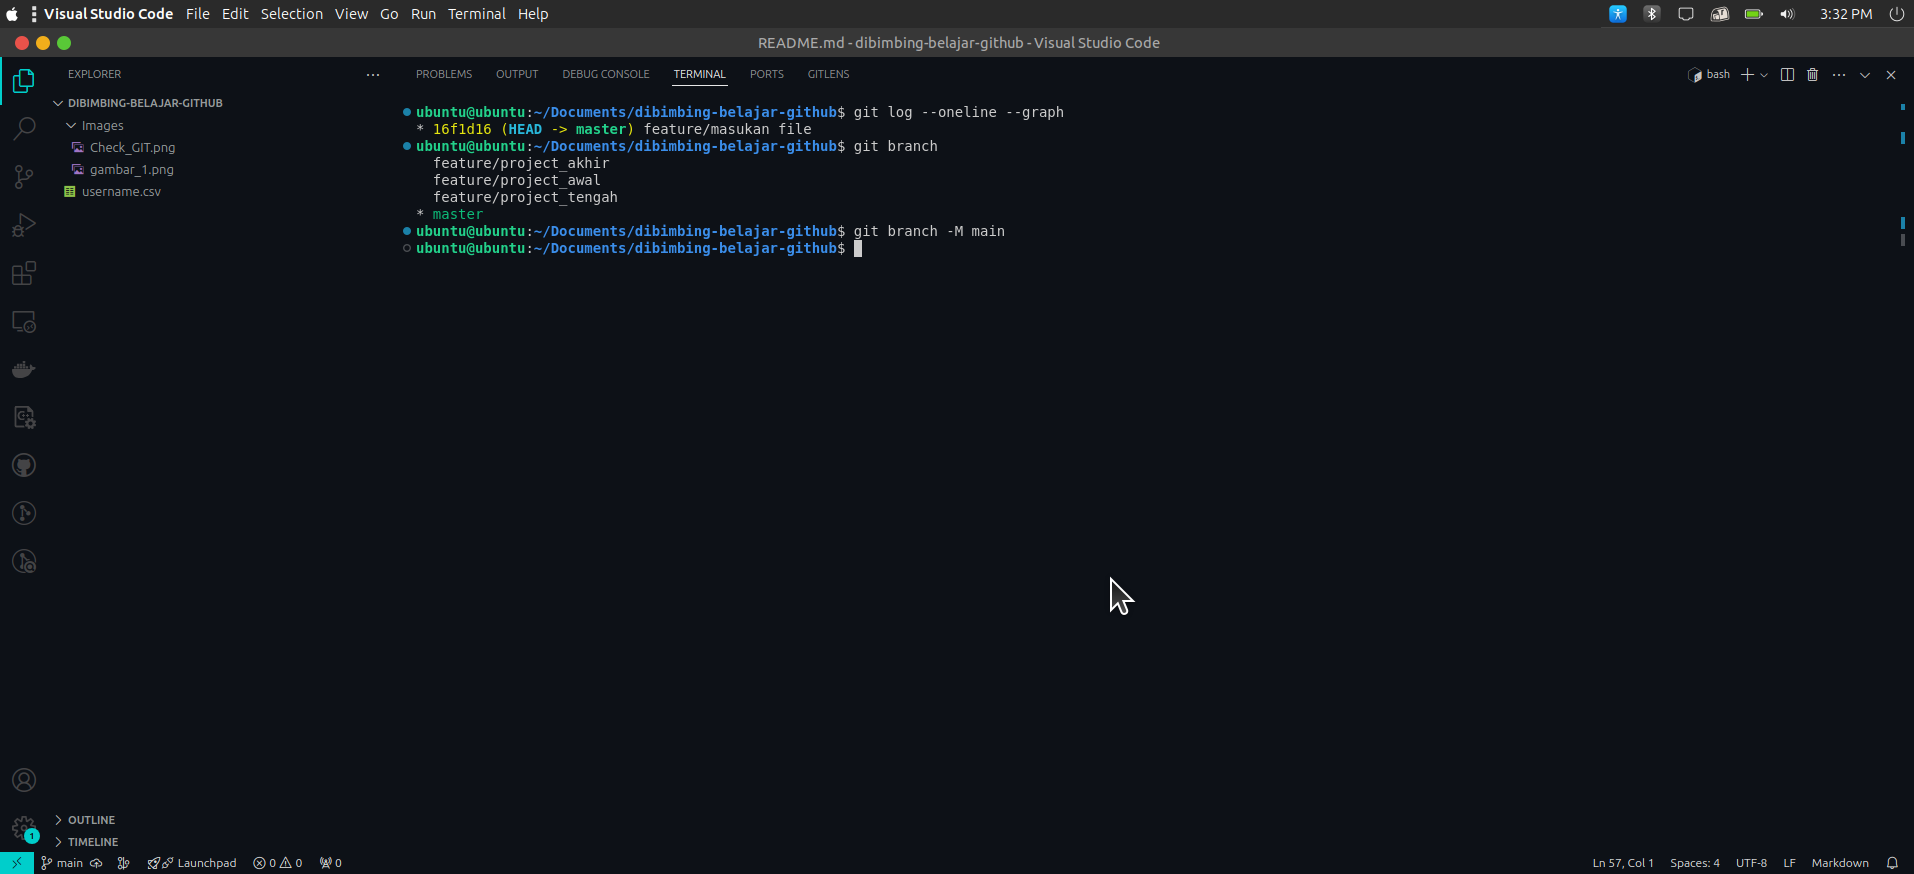 Visual Studio Code File Edit Selection View Go Run Terminal Help 3:32 PM
README.md - dibimbing-belajar-github - Visual Studio Code
EXPLORER ···
DIBIMBING-BELAJAR-GITHUB
Images
Check_GIT.png
gambar_1.png
username.csv
OUTLINE
TIMELINE
PROBLEMS OUTPUT DEBUG CONSOLE TERMINAL PORTS GITLENS bash
ubuntu@ubuntu:~/Documents/dibimbing-belajar-github$ git log --oneline --graph
* 16f1d16 (HEAD -> master) feature/masukan file
ubuntu@ubuntu:~/Documents/dibimbing-belajar-github$ git branch
feature/project_akhir
feature/project_awal
feature/project_tengah
* master
ubuntu@ubuntu:~/Documents/dibimbing-belajar-github$ git branch -M main
ubuntu@ubuntu:~/Documents/dibimbing-belajar-github$
1
main Launchpad 0 0 0 Ln 57, Col 1 Spaces: 4 UTF-8 LF Markdown